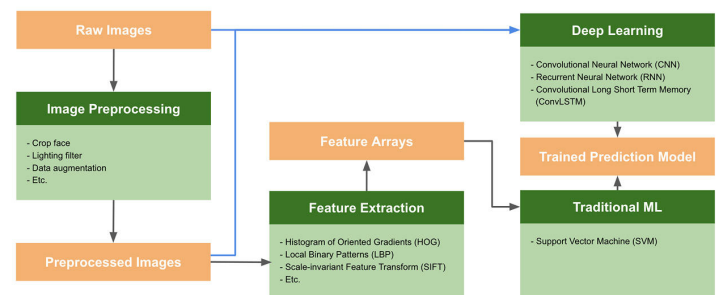 Raw Images
Image Preprocessing
- Crop face
- Lighting filter
- Data augmentation
- Etc.
Preprocessed Images
Feature Arrays
Feature Extraction
- Histogram of Oriented Gradients (HOG)
- Local Binary Patterns (LBP)
- Scale-invariant Feature Transform (SIFT)
- Etc.
Deep Learning
- Convolutional Neural Network (CNN)
- Recurrent Neural Network (RNN)
- Convolutional Long Short Term Memory
(ConvLSTM)
Trained Prediction Model
Traditional ML
- Support Vector Machine (SVM)